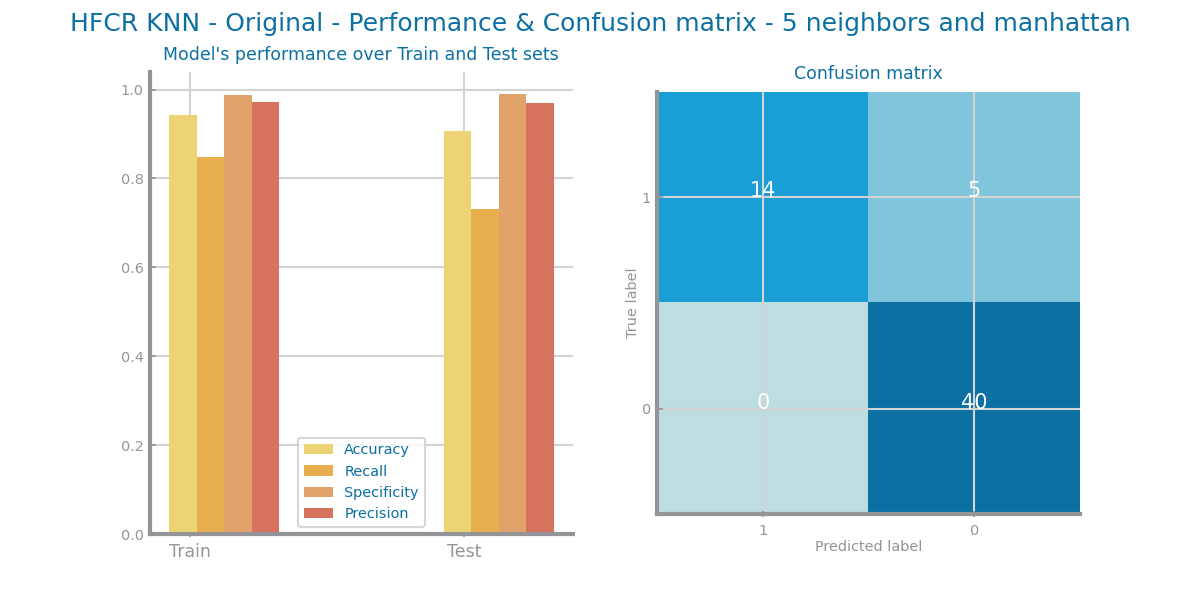 HFCR KNN - Original - Performance & Confusion matrix - 5 neighbors and manhattan
Model's performance over Train and Test sets
1.0
0.8
0.6
0.4
0.2
0.0
Train
Test
Accuracy
Recall
Specificity
Precision
Confusion matrix
True label
1
0
14
5
0
40
1
0
Predicted label